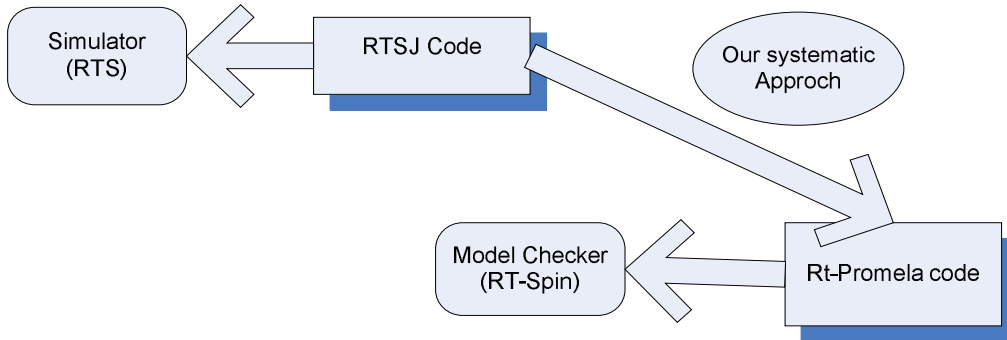 Simulator
(RTS)
RTSJ Code
Our systematic
Approch
Model Checker
(RT-Spin)
Rt-Promela code